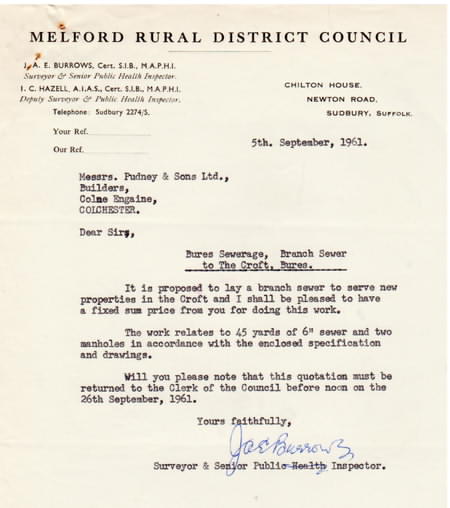 MELFORD RURAL DISTRICT COUNCIL
J. A. E. BURROWS, Cert. S.I.B., M.A.P.H.I.
Surveyor & Senior Public Health Inspector.
I. C. HAZELL, A.I.A.S., Cert. S.I.B., M.A.P.H.I.
Deputy Surveyor & Public Health Inspector.
Telephone: Sudbury 2274/5.
CHILTON HOUSE,
NEWTON ROAD,
SUDBURY, SUFFOLK.
Your Ref.
Our Ref.
5th. September, 1961.
Messrs. Pudney & Sons Ltd.,
Builders,
Colne Engaine,
COLCHESTER.
Dear Sirs,
Bures Sewerage, Branch Sewer
to The Croft, Bures.
It is proposed to lay a branch sewer to serve new
properties in the Croft and I shall be pleased to have
a fixed sum price from you for doing this work.
The work relates to 45 yards of 6" sewer and two
manholes in accordance with the enclosed specification
and drawings.
Will you please note that this quotation must be
returned to the Clerk of the Council before noon on the
26th September, 1961.
Yours faithfully,
JAE Burrows
Surveyor & Senior Public Health Inspector.